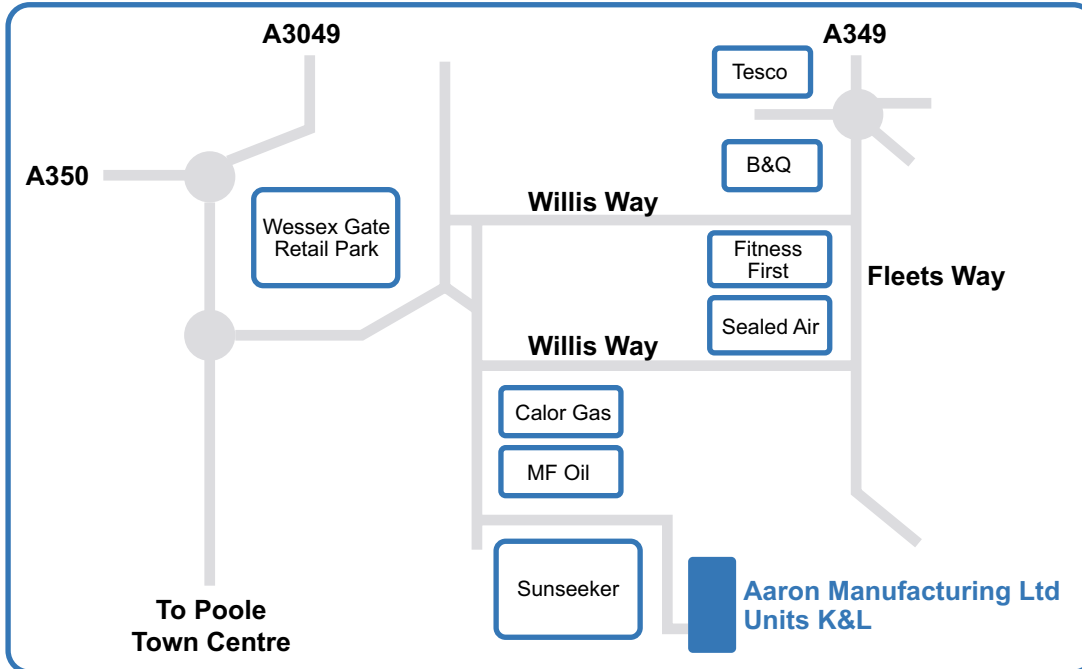 A3049
A349
Tesco
A350
B&Q
Willis Way
Wessex Gate
Retail Park
Fitness
First
Fleets Way
Sealed Air
Willis Way
Calor Gas
MF Oil
Sunseeker
Aaron Manufacturing Ltd
Units K&L
To Poole
Town Centre